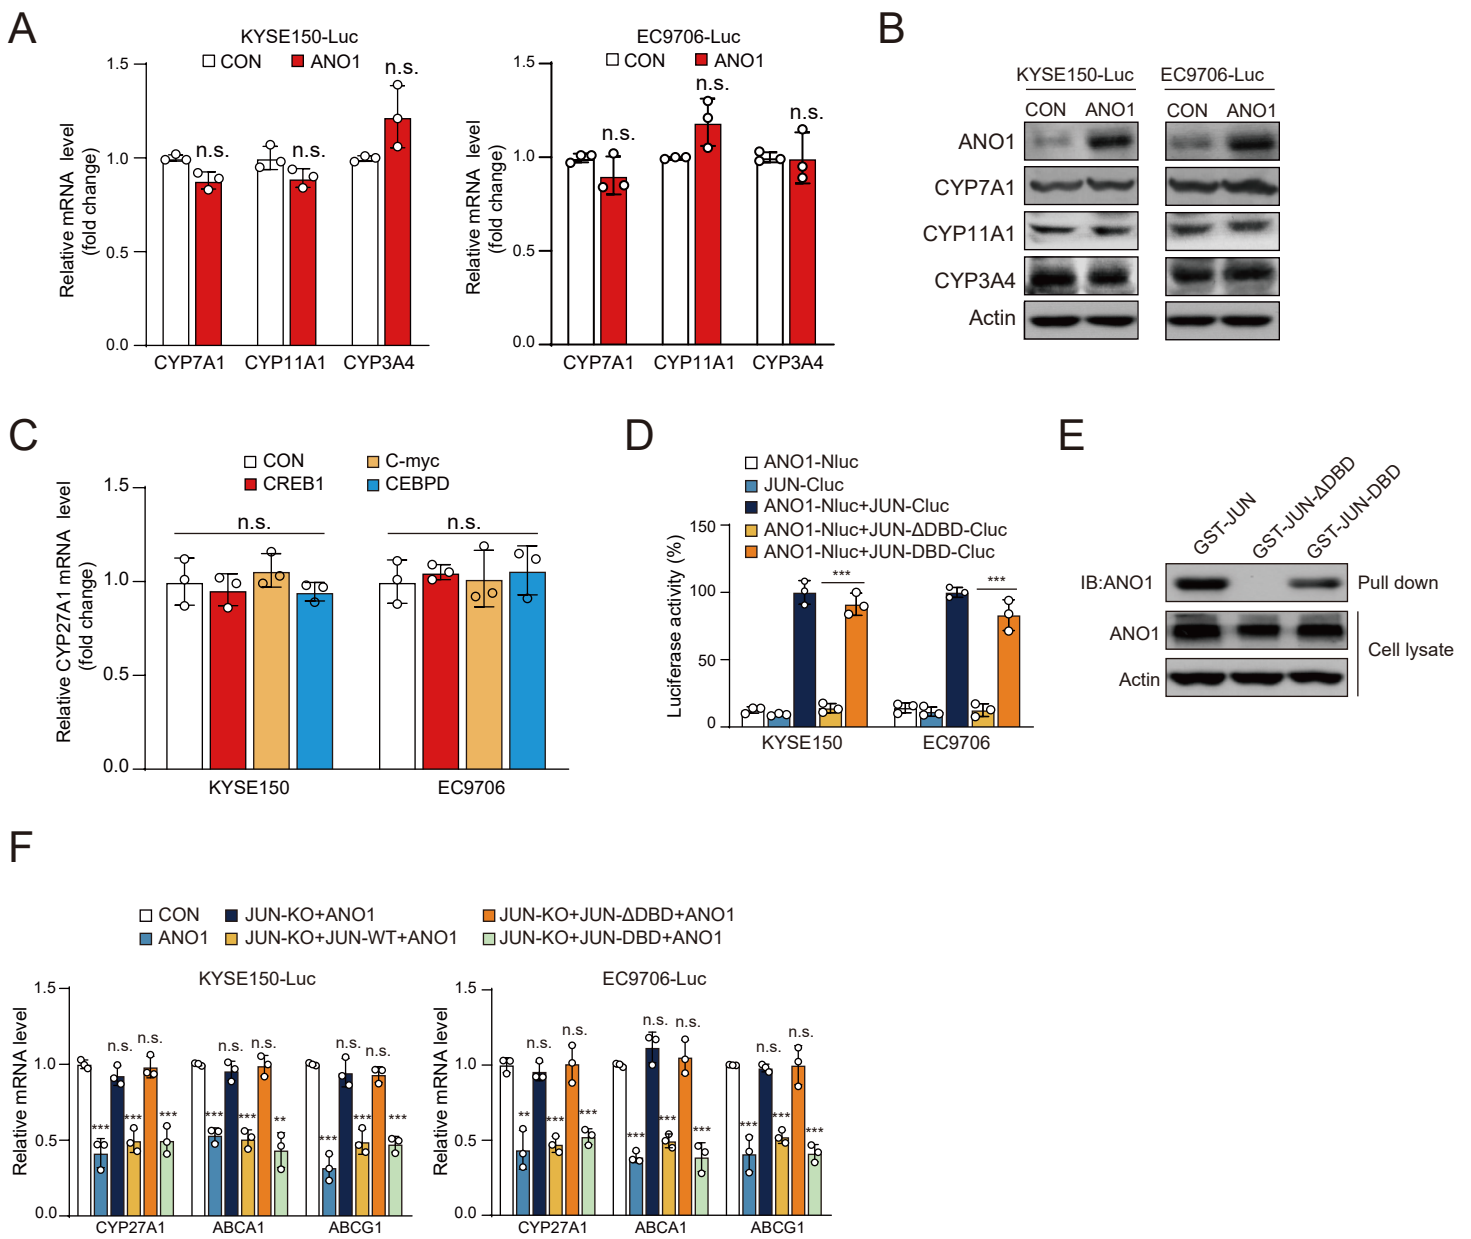 A
KYSE150-Luc
CON
ANO1
Relative mRNA level
(fold change)
1.5
1.0
0.5
0.0
n.s.
n.s.
n.s.
CYP7A1
CYP11A1
CYP3A4
EC9706-Luc
CON
ANO1
Relative mRNA level
(fold change)
1.5
1.0
0.5
0.0
n.s.
n.s.
n.s.
CYP7A1
CYP11A1
CYP3A4
B
KYSE150-Luc
EC9706-Luc
CON
ANO1
CON
ANO1
ANO1
CYP7A1
CYP11A1
CYP3A4
Actin
C
CON
C-myc
CREB1
CEBPD
Relative CYP27A1 mRNA level
(fold change)
1.5
1.0
0.5
0.0
n.s.
n.s.
KYSE150
EC9706
D
ANO1-Nluc
JUN-Cluc
ANO1-Nluc+JUN-Cluc
ANO1-Nluc+JUN-ΔDBD-Cluc
ANO1-Nluc+JUN-DBD-Cluc
Luciferase activity (%)
150
100
50
0
***
***
KYSE150
EC9706
E
GST-JUN
GST-JUN-ΔDBD
GST-JUN-DBD
IB:ANO1
Pull down
ANO1
Cell lysate
Actin
F
CON
JUN-KO+ANO1
JUN-KO+JUN-ΔDBD+ANO1
ANO1
JUN-KO+JUN-WT+ANO1
JUN-KO+JUN-DBD+ANO1
KYSE150-Luc
Relative mRNA level
1.5
1.0
0.5
0.0
***
n.s.
***
n.s.
***
***
n.s.
***
n.s.
**
***
n.s.
***
n.s.
***
CYP27A1
ABCA1
ABCG1
EC9706-Luc
Relative mRNA level
1.5
1.0
0.5
0.0
**
n.s.
***
n.s.
***
***
n.s.
***
n.s.
***
***
n.s.
***
n.s.
***
CYP27A1
ABCA1
ABCG1